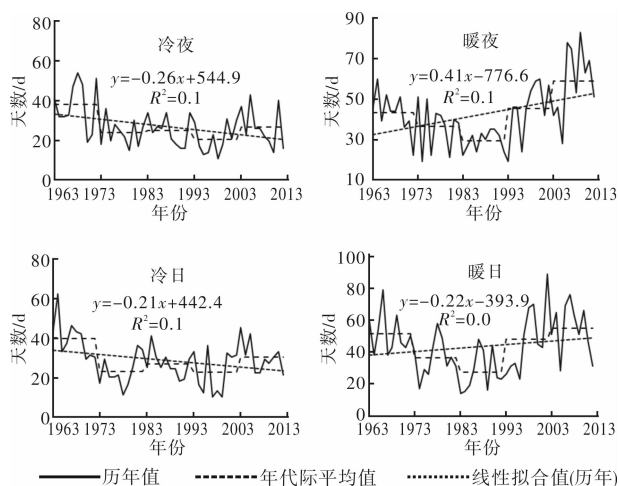 冷夜
y=-0.26x+544.9
R²=0.1
天数/d
80
60
40
20
0
1963 1973 1983 1993 2003 2013
年份
暖夜
y=0.41x-776.6
R²=0.1
天数/d
90
70
50
30
10
1963 1973 1983 1993 2003 2013
年份
冷日
y=-0.21x+442.4
R²=0.1
天数/d
80
60
40
20
0
1963 1973 1983 1993 2003 2013
年份
暖日
y=-0.22x-393.9
R²=0.0
天数/d
100
80
60
40
20
0
1963 1973 1983 1993 2003 2013
年份
历年值 年代际平均值 线性拟合值(历年)